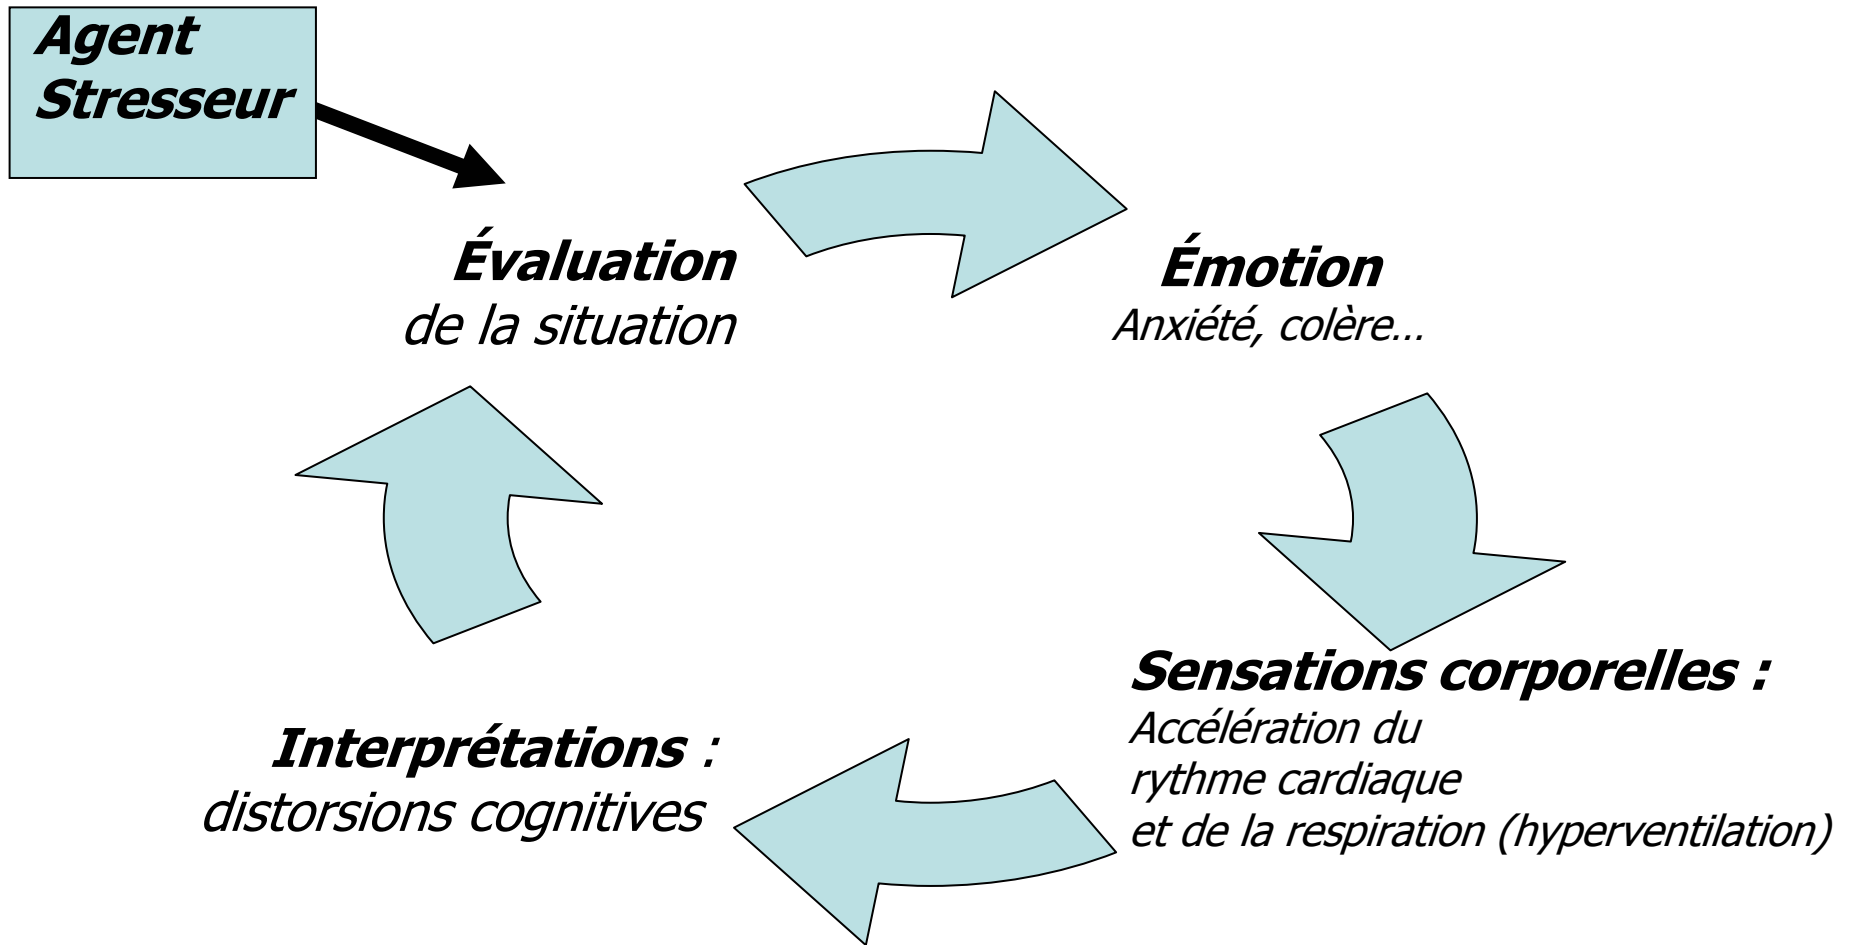 Agent
Stresseur
Évaluation
de la situation
Émotion
Anxiété, colère...
Sensations corporelles :
Accélération du
rythme cardiaque
et de la respiration (hyperventilation)
Interprétations :
distorsions cognitives